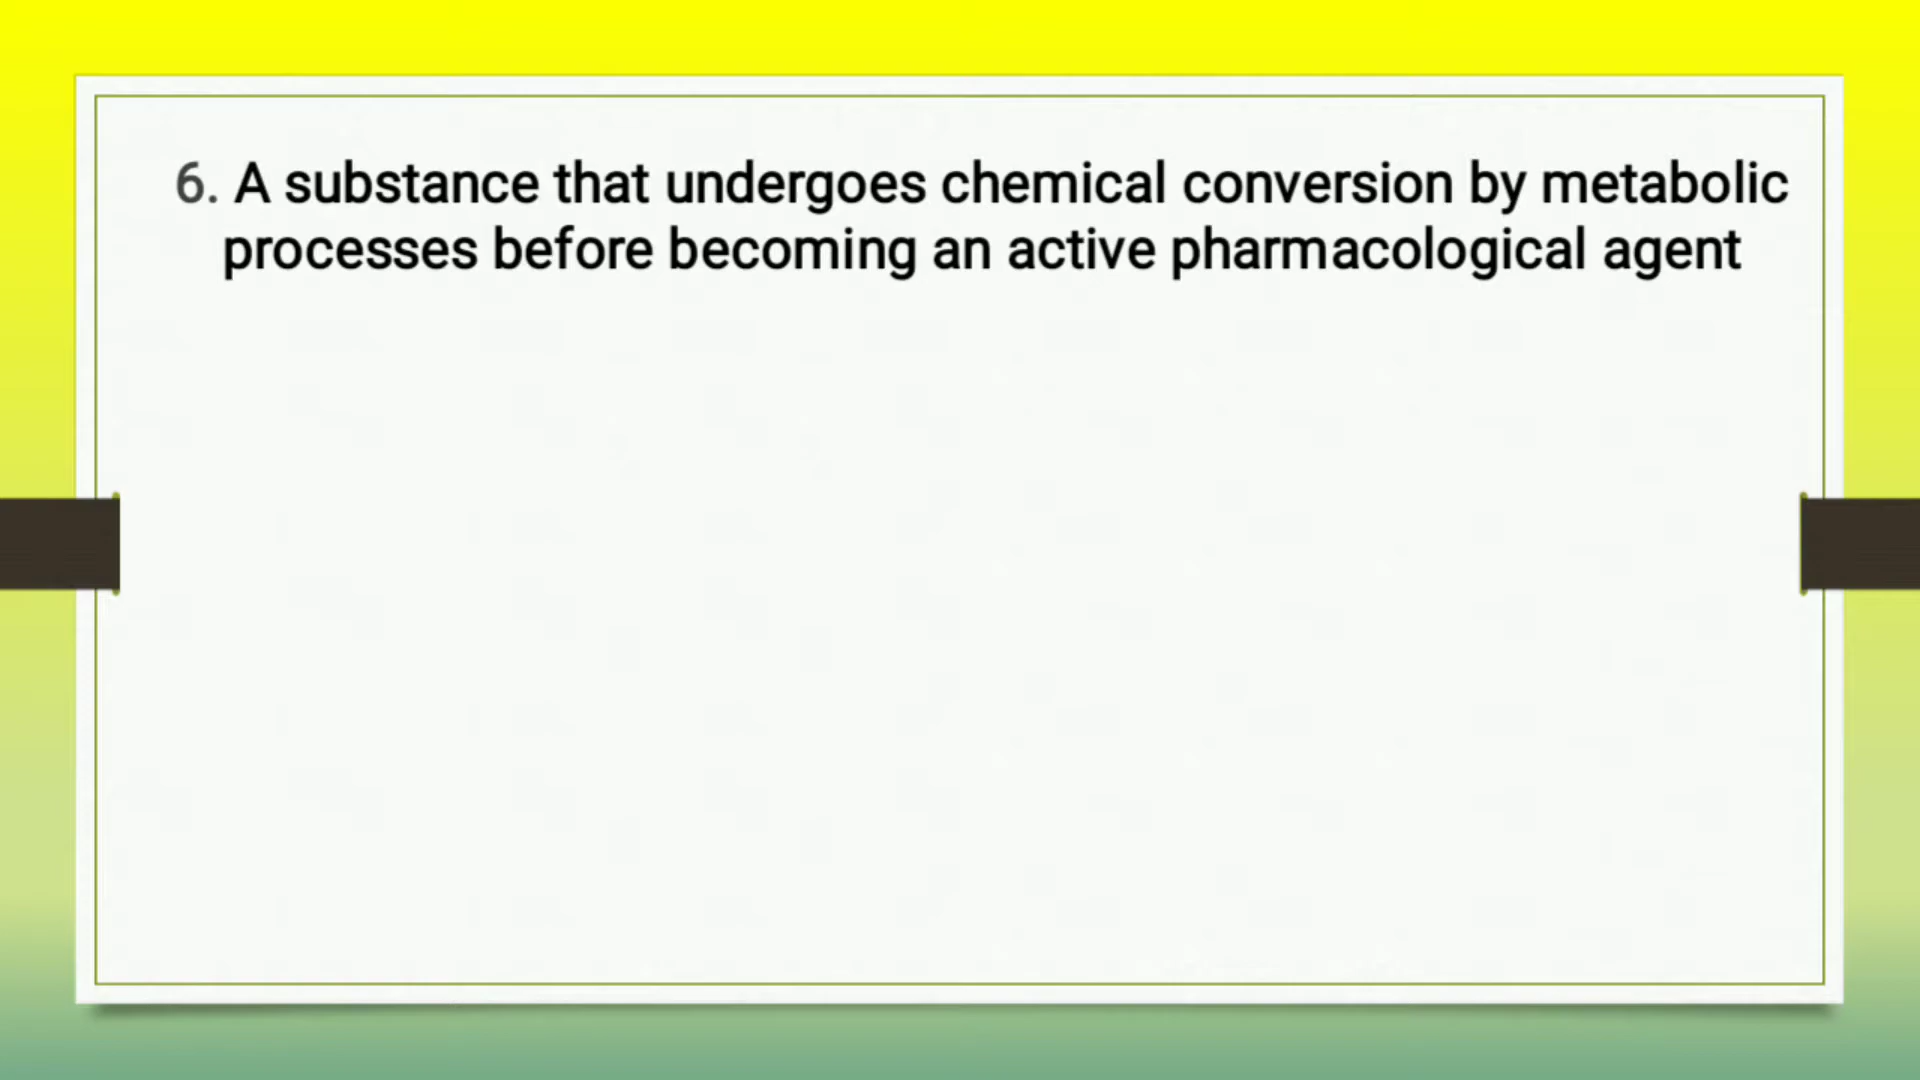 6. A substance that undergoes chemical conversion by metabolic
processes before becoming an active pharmacological agent